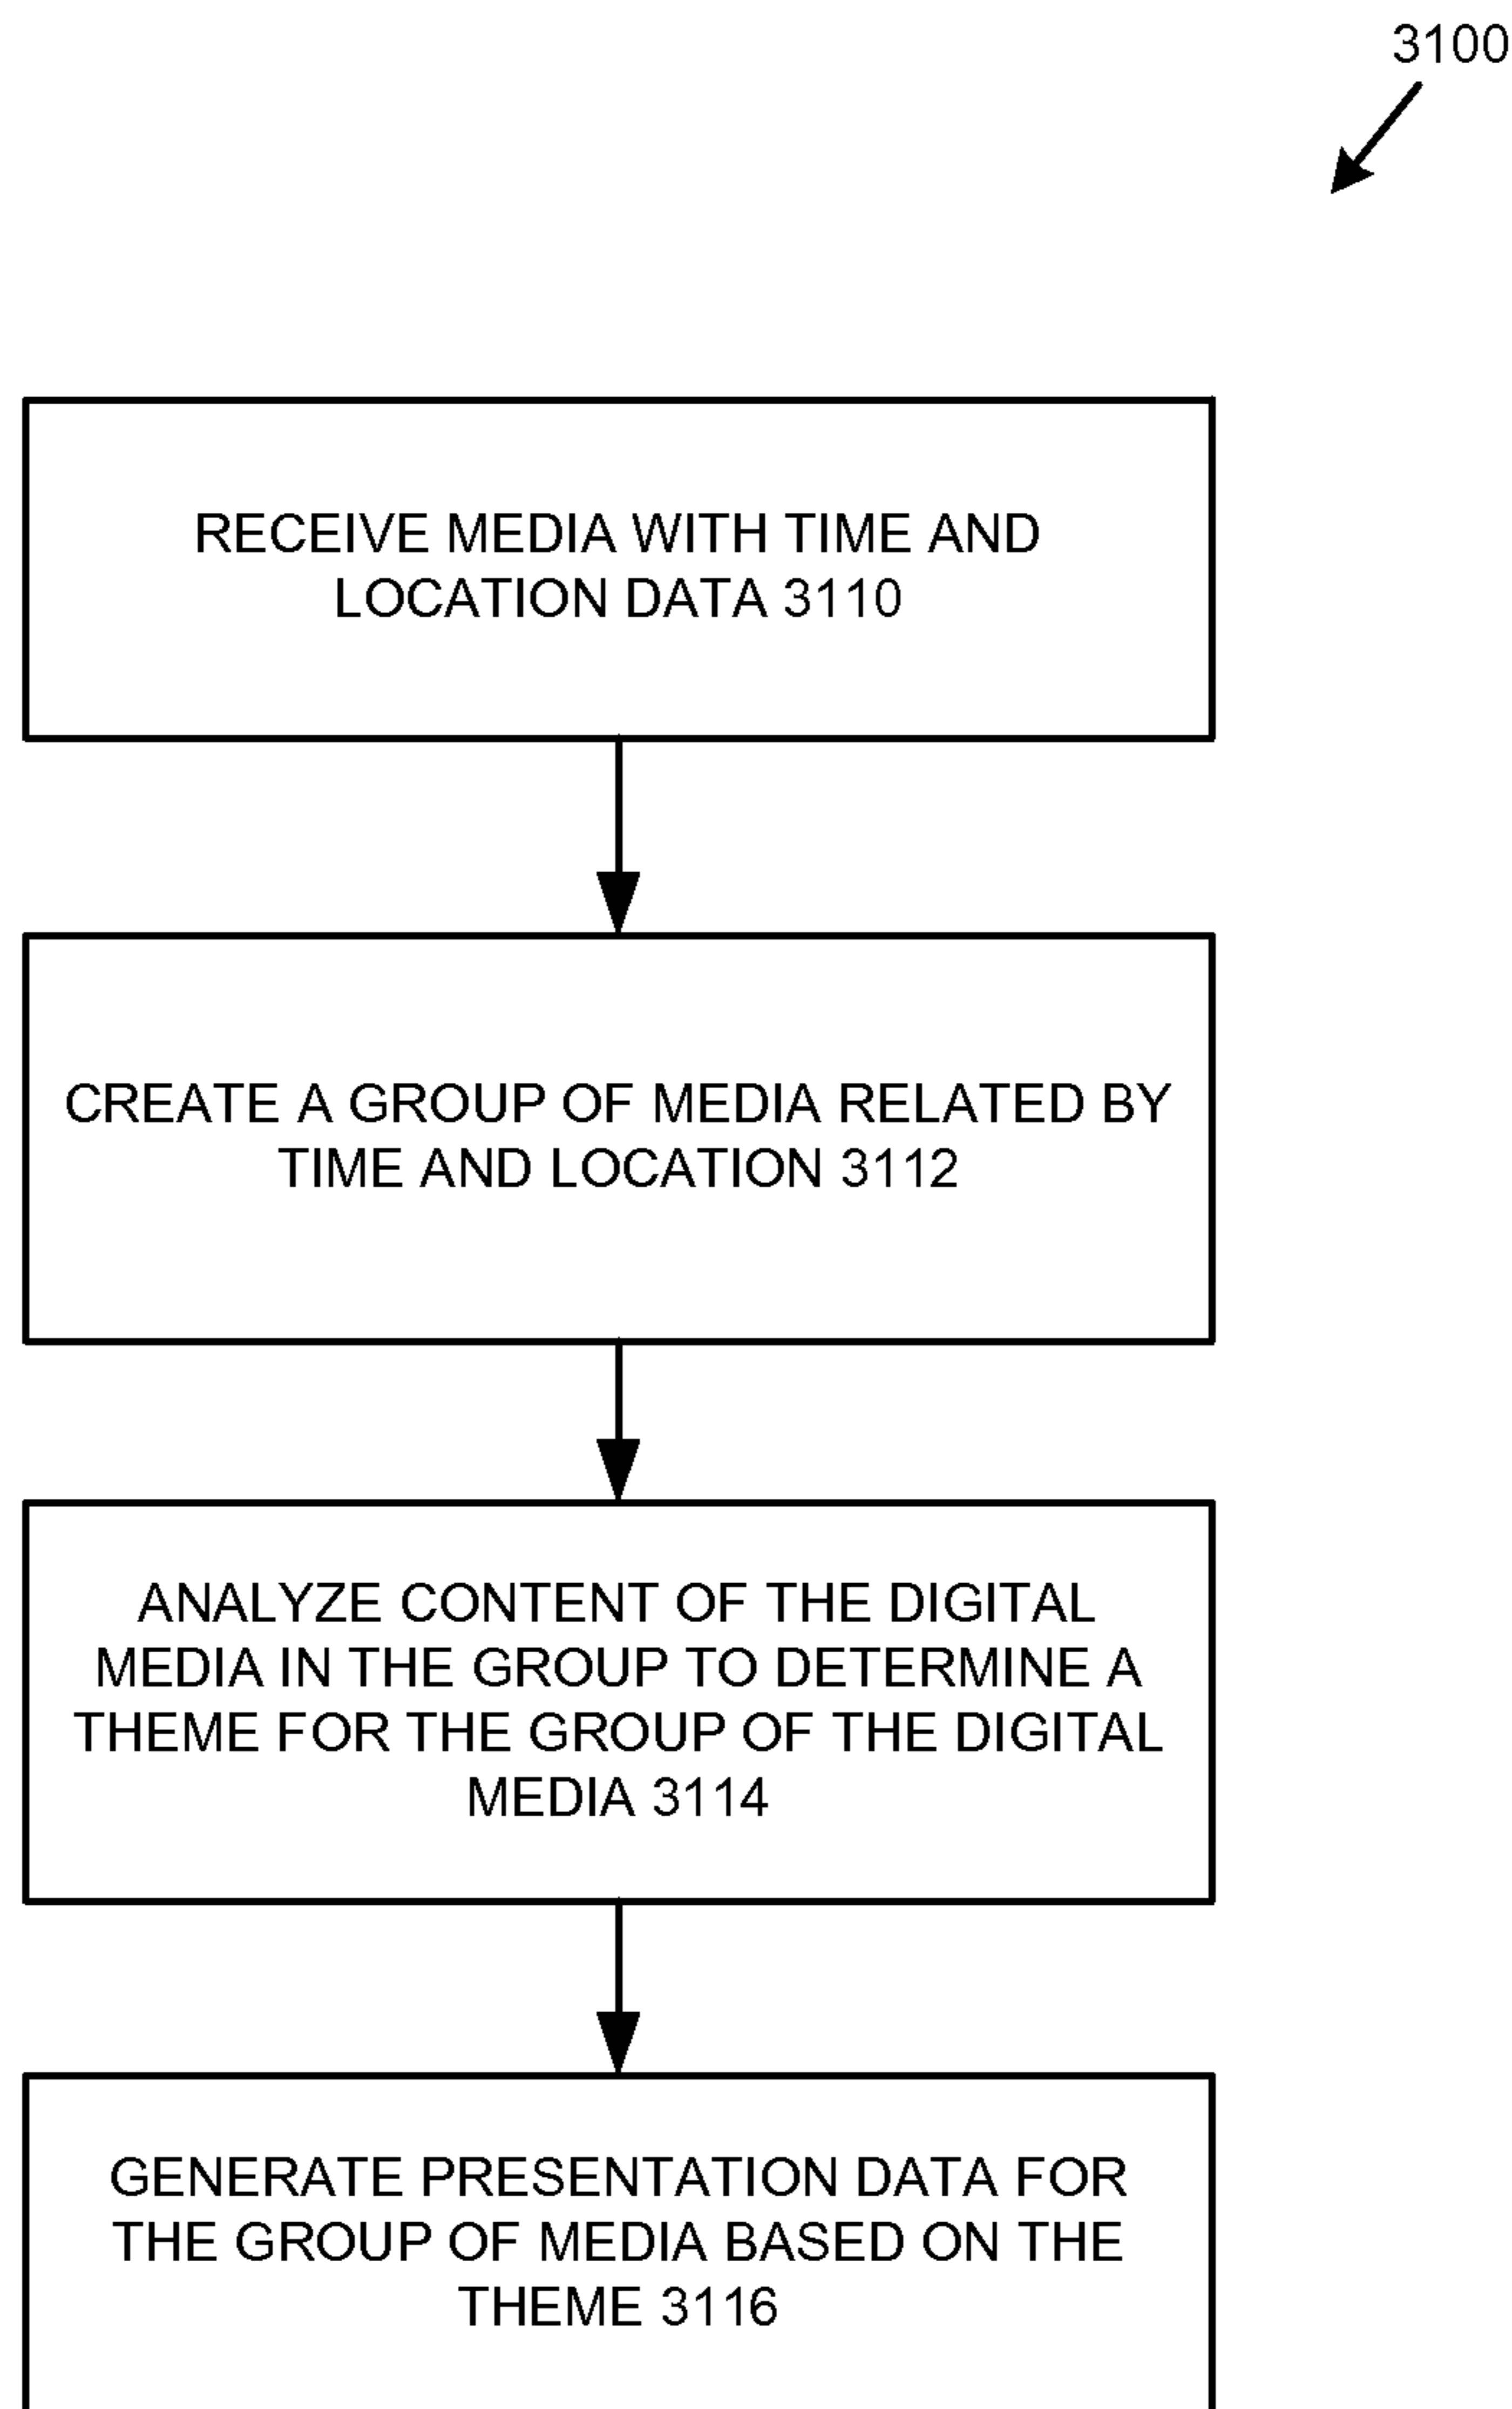 3100
RECEIVE MEDIA WITH TIME AND
LOCATION DATA 3110
CREATE A GROUP OF MEDIA RELATED BY
TIME AND LOCATION 3112
ANALYZE CONTENT OF THE DIGITAL
MEDIA IN THE GROUP TO DETERMINE A
THEME FOR THE GROUP OF THE DIGITAL
MEDIA 3114
GENERATE PRESENTATION DATA FOR
THE GROUP OF MEDIA BASED ON THE
THEME 3116